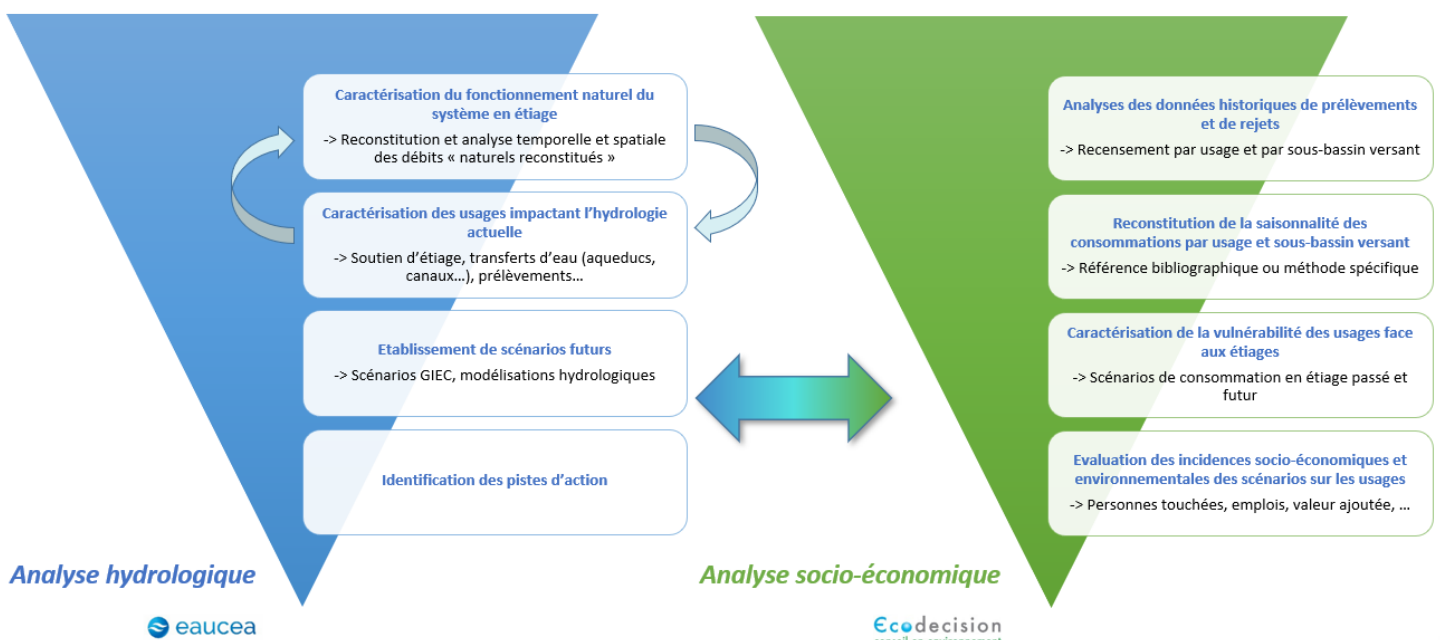 Caractérisation du fonctionnement naturel du
système en étiage
-> Reconstitution et analyse temporelle et spatiale
des débits « naturels reconstitués »
Caractérisation des usages impactant l'hydrologie
actuelle
-> Soutien d'étiage, transferts d'eau (aqueducs,
canaux...), prélèvements...
Etablissement de scénarios futurs
-> Scénarios GIEC, modélisations hydrologiques
Identification des pistes d'action
Analyse hydrologique
eaucea
Analyses des données historiques de prélèvements
et de rejets
-> Recensement par usage et par sous-bassin versant
Reconstitution de la saisonnalité des
consommations par usage et sous-bassin versant
-> Référence bibliographique ou méthode spécifique
Caractérisation de la vulnérabilité des usages face
aux étiages
-> Scénarios de consommation en étiage passé et
futur
Evaluation des incidences socio-économiques et
environnementales des scénarios sur les usages
-> Personnes touchées, emplois, valeur ajoutée, ...
Analyse socio-économique
Ecodecision